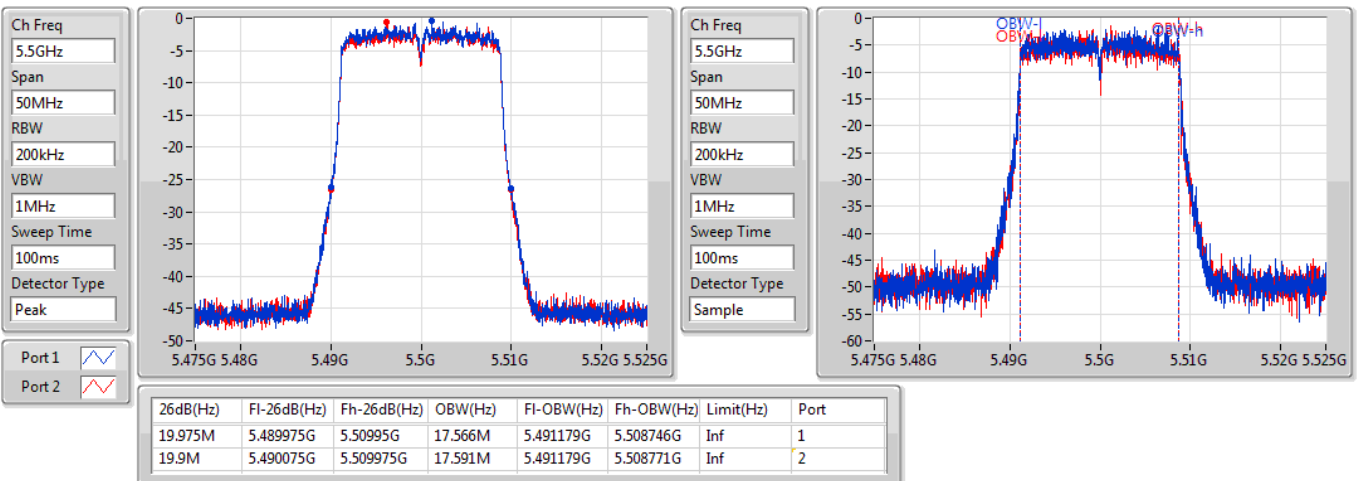 Ch Freq
5.5GHz
Span
50MHz
RBW
200kHz
VBW
1MHz
Sweep Time
100ms
Detector Type
Peak
Port 1
Port 2
0
-5
-10
-15
-20
-25
-30
-35
-40
-45
-50
5.475G 5.48G 5.49G 5.5G 5.51G 5.52G 5.525G
Ch Freq
5.5GHz
Span
50MHz
RBW
200kHz
VBW
1MHz
Sweep Time
100ms
Detector Type
Sample
0
-5
-10
-15
-20
-25
-30
-35
-40
-45
-50
-55
-60
OBW-l
OBW-h
5.475G 5.48G 5.49G 5.5G 5.51G 5.52G 5.525G
26dB(Hz) Fl-26dB(Hz) Fh-26dB(Hz) OBW(Hz) Fl-OBW(Hz) Fh-OBW(Hz) Limit(Hz) Port
19.975M 5.489975G 5.50995G 17.566M 5.491179G 5.508746G Inf 1
19.9M 5.490075G 5.509975G 17.591M 5.491179G 5.508771G Inf 2